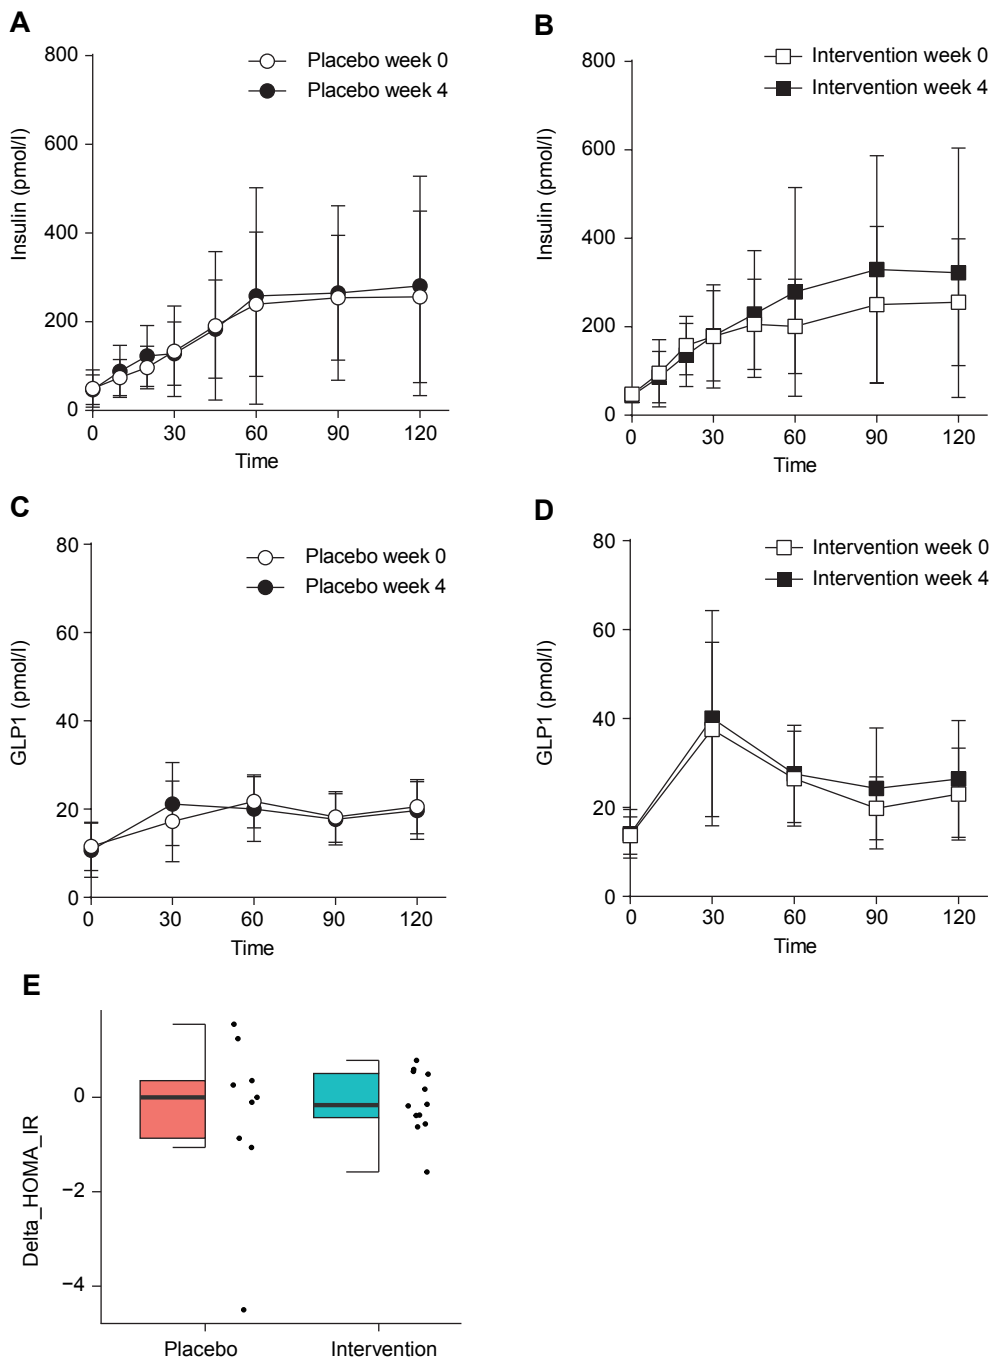 A
Placebo week 0
Placebo week 4
Insulin (pmol/l)
800
600
400
200
0
0 30 60 90 120
Time
B
Intervention week 0
Intervention week 4
Insulin (pmol/l)
800
600
400
200
0
0 30 60 90 120
Time
C
Placebo week 0
Placebo week 4
GLP1 (pmol/l)
80
60
40
20
0
0 30 60 90 120
Time
D
Intervention week 0
Intervention week 4
GLP1 (pmol/l)
80
60
40
20
0
0 30 60 90 120
Time
E
Delta_HOMA_IR
0
−2
−4
Placebo Intervention